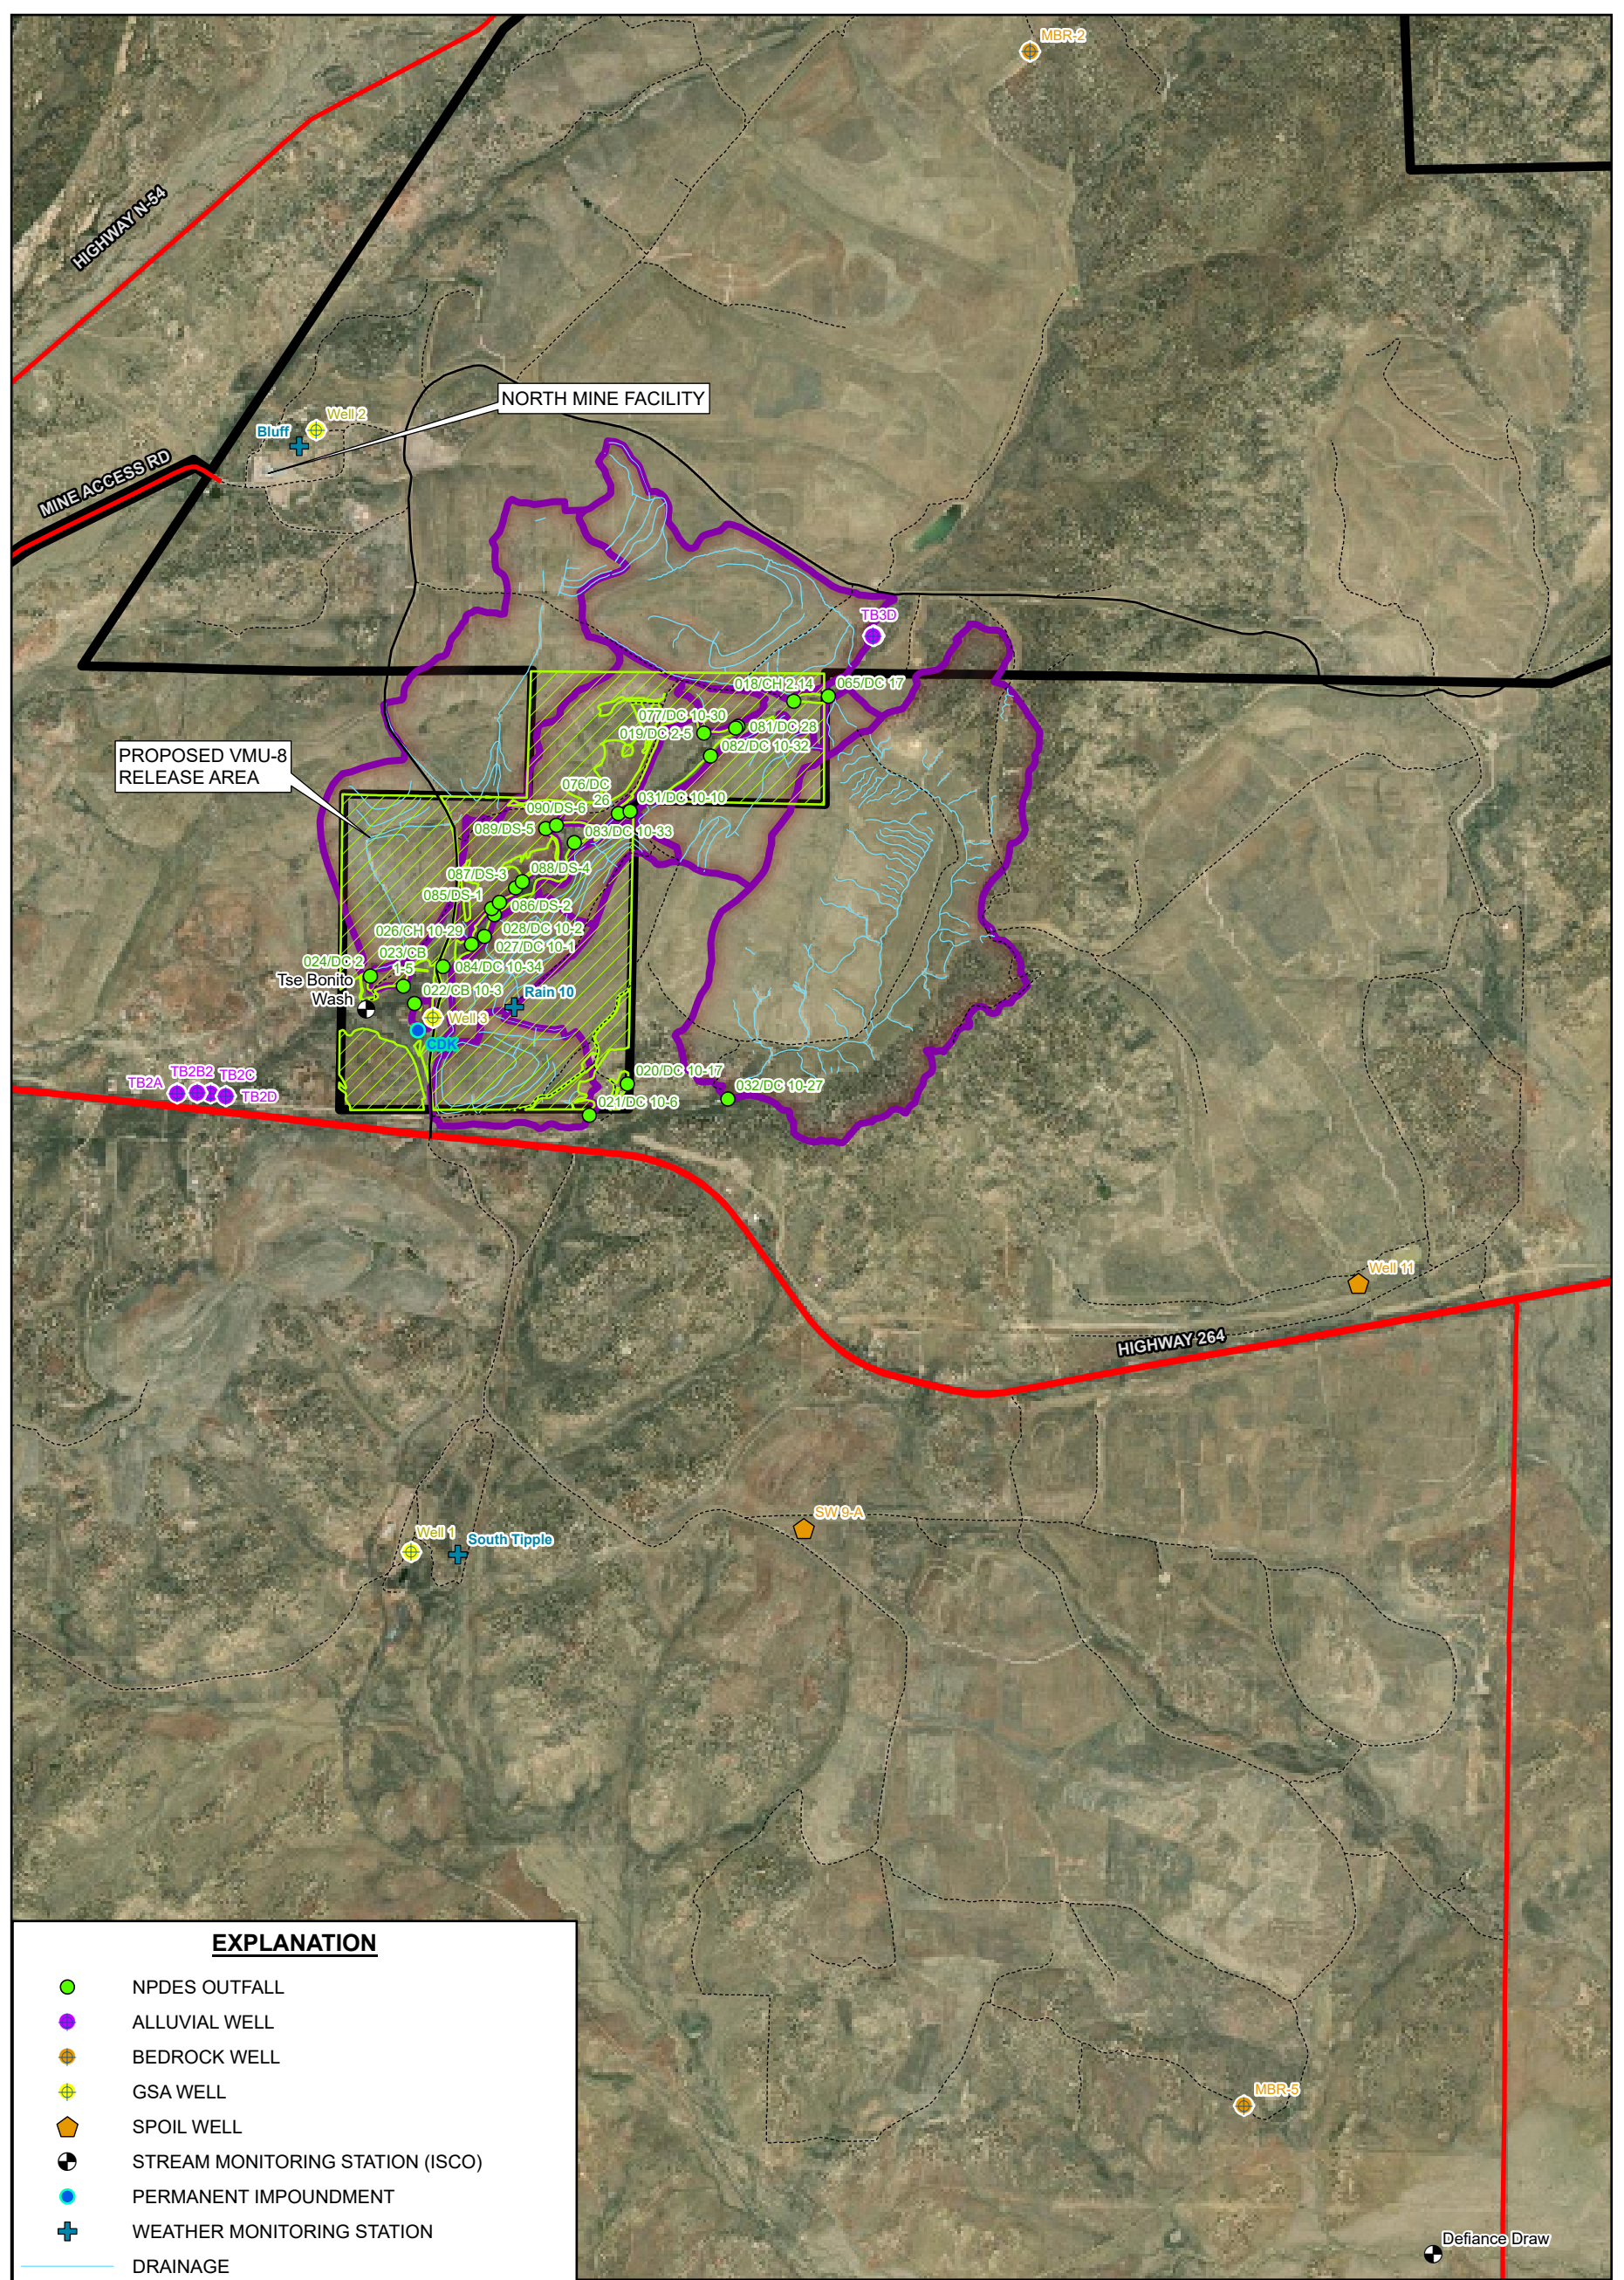 MBR-2
HIGHWAY N-54
NORTH MINE FACILITY
Well 2
Bluff
MINE ACCESS RD
TB3D
018/CH 2.14
065/DC 17
077/DC 10-30
081/DC 28
019/DC 2-5
082/DC 10-32
PROPOSED VMU-8
RELEASE AREA
076/DC
26
031/DC 10-10
090/DS-6
089/DS-5
083/DC 10-33
087/DS-3
088/DS-4
085/DS-1
086/DS-2
026/CH 10-29
028/DC 10-2
027/DC 10-1
023/CB
1-5
024/DC 2
084/DC 10-34
Tse Bonito
Wash
022/CB 10-3
Rain 10
Well 3
CDK
020/DC 10-17
TB2A
TB2B2
TB2C
TB2D
032/DC 10-27
021/DC 10-6
Well 11
HIGHWAY 264
SW 9-A
Well 1
South Tipple
EXPLANATION
NPDES OUTFALL
ALLUVIAL WELL
BEDROCK WELL
GSA WELL
SPOIL WELL
STREAM MONITORING STATION (ISCO)
PERMANENT IMPOUNDMENT
WEATHER MONITORING STATION
DRAINAGE
MBR-5
Defiance Draw